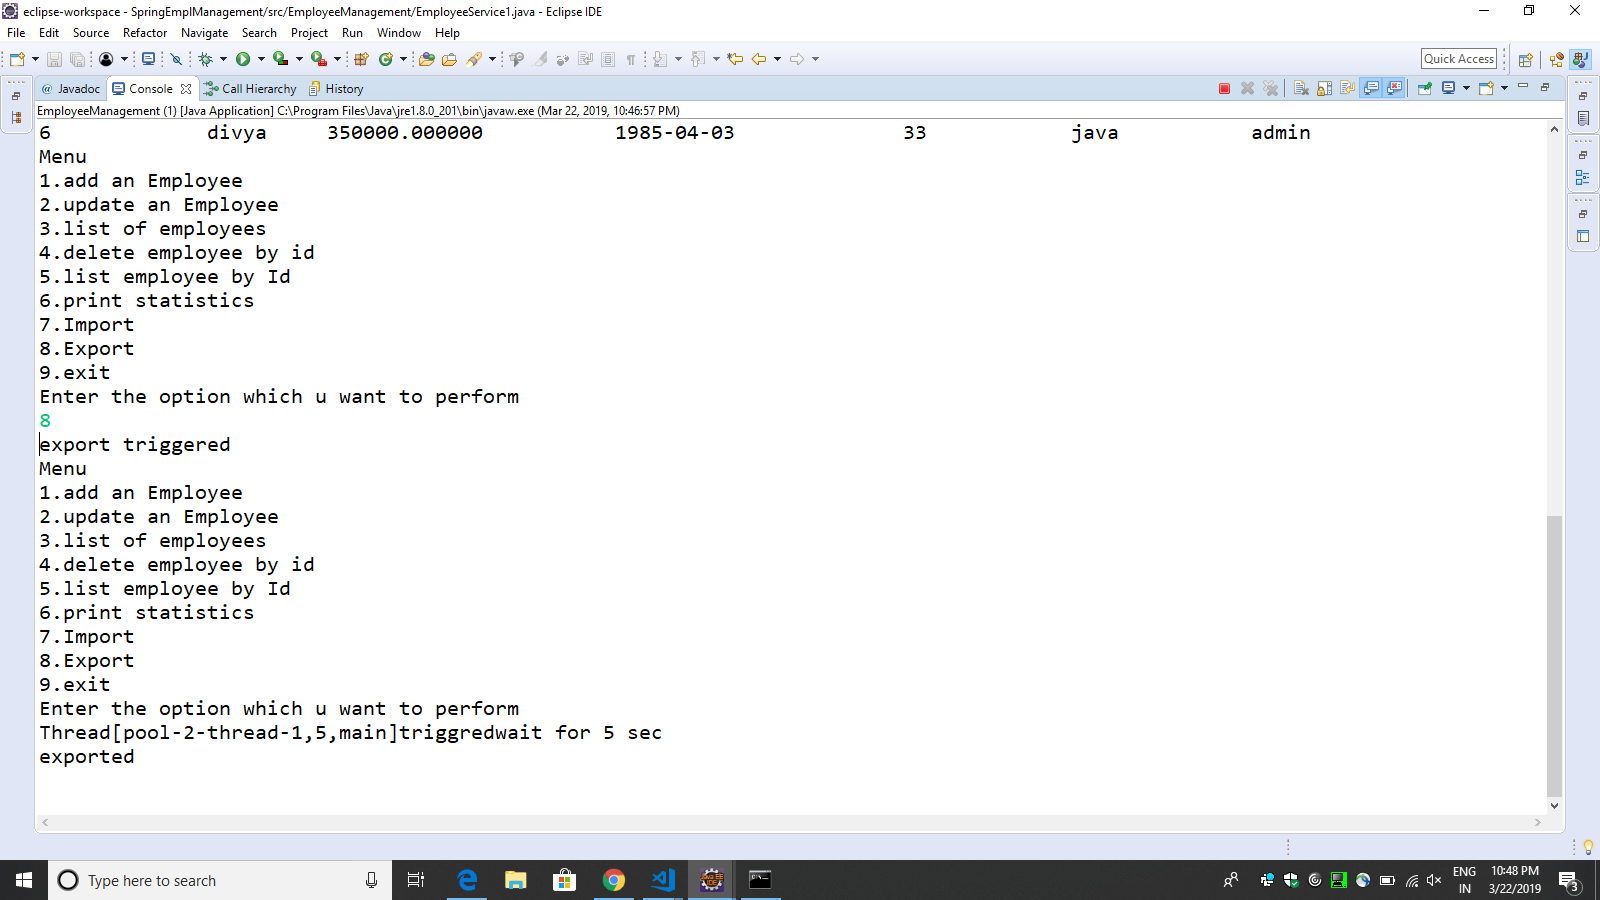 eclipse-workspace - SpringEmplManagement/src/EmployeeManagement/EmployeeService1.java - Eclipse IDE
File Edit Source Refactor Navigate Search Project Run Window Help
Quick Access
@ Javadoc Console Call Hierarchy History
EmployeeManagement (1) [Java Application] C:\Program Files\Java\jre1.8.0_201\bin\javaw.exe (Mar 22, 2019, 10:46:57 PM)
6 divya 350000.000000 1985-04-03 33 java admin
Menu
1.add an Employee
2.update an Employee
3.list of employees
4.delete employee by id
5.list employee by Id
6.print statistics
7.Import
8.Export
9.exit
Enter the option which u want to perform
8
export triggered
Menu
1.add an Employee
2.update an Employee
3.list of employees
4.delete employee by id
5.list employee by Id
6.print statistics
7.Import
8.Export
9.exit
Enter the option which u want to perform
Thread[pool-2-thread-1,5,main]triggredwait for 5 sec
exported
Type here to search
ENG
IN
10:48 PM
3/22/2019
3